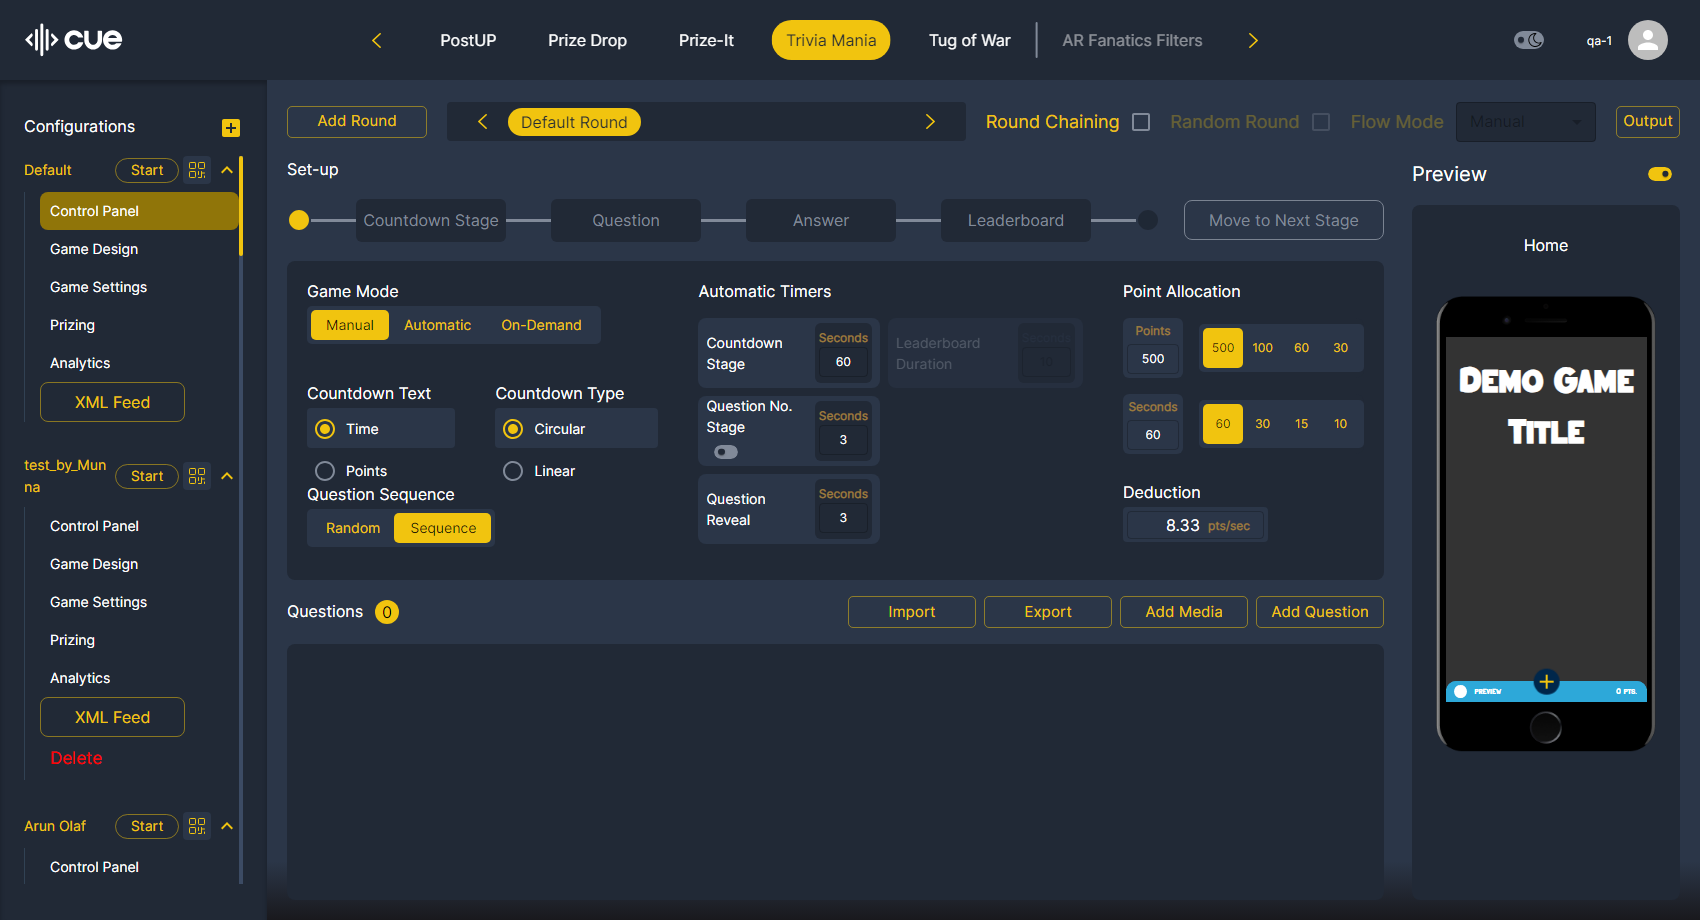 cue
PostUP
Prize Drop
Prize-It
Trivia Mania
Tug of War
AR Fanatics Filters
qa-1
Configurations
Default
Start
Control Panel
Game Design
Game Settings
Prizing
Analytics
XML Feed
test_by_Mun
na
Start
Control Panel
Game Design
Game Settings
Prizing
Analytics
XML Feed
Delete
Arun Olaf
Start
Control Panel
Add Round
Default Round
Round Chaining
Random Round
Flow Mode
Manual
Output
Set-up
Countdown Stage
Question
Answer
Leaderboard
Move to Next Stage
Game Mode
Manual
Automatic
On-Demand
Countdown Text
Time
Points
Countdown Type
Circular
Linear
Question Sequence
Random
Sequence
Automatic Timers
Countdown
Stage
Seconds
60
Leaderboard
Duration
Seconds
10
Question No.
Stage
Seconds
3
Question
Reveal
Seconds
3
Point Allocation
Points
500
500
100
60
30
Seconds
60
60
30
15
10
Deduction
8.33 pts/sec
Questions 0
Import
Export
Add Media
Add Question
Preview
Home
Demo Game
Title
PREVIEW
0 PTS.